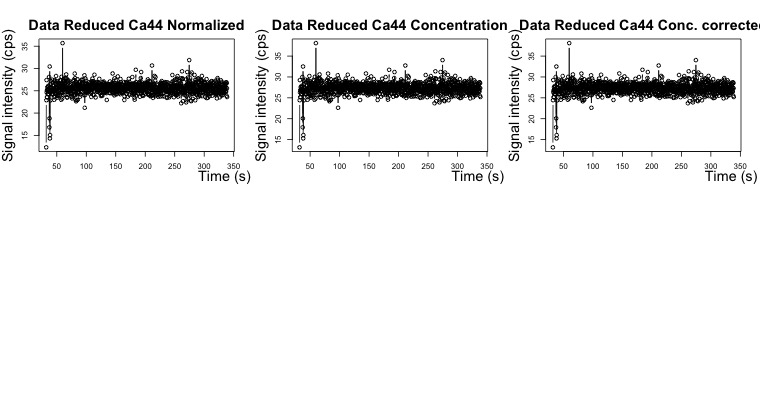 Data Reduced Ca44 Normalized
Signal intensity (cps)
35
30
25
20
15
50 100 150 200 250 300 350
Time (s)
Data Reduced Ca44 Concentration
Signal intensity (cps)
35
30
25
20
15
50 100 150 200 250 300 350
Time (s)
Data Reduced Ca44 Conc. corrected
Signal intensity (cps)
35
30
25
20
15
50 100 150 200 250 300 350
Time (s)